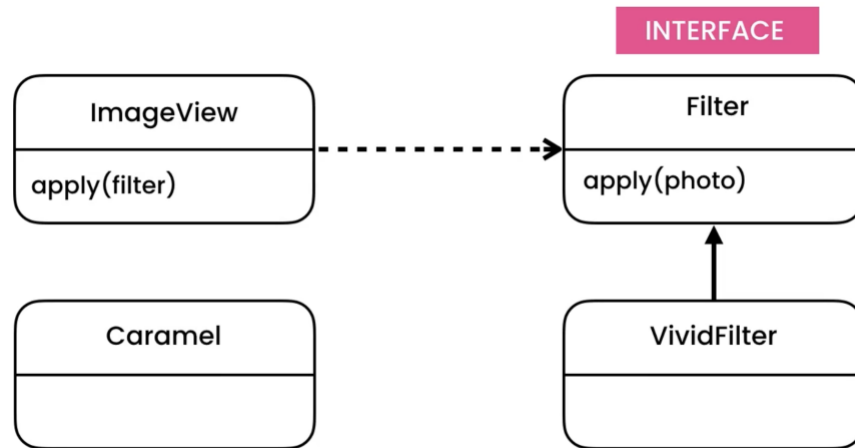 INTERFACE
ImageView
Filter
apply(filter)
apply(photo)
Caramel
VividFilter